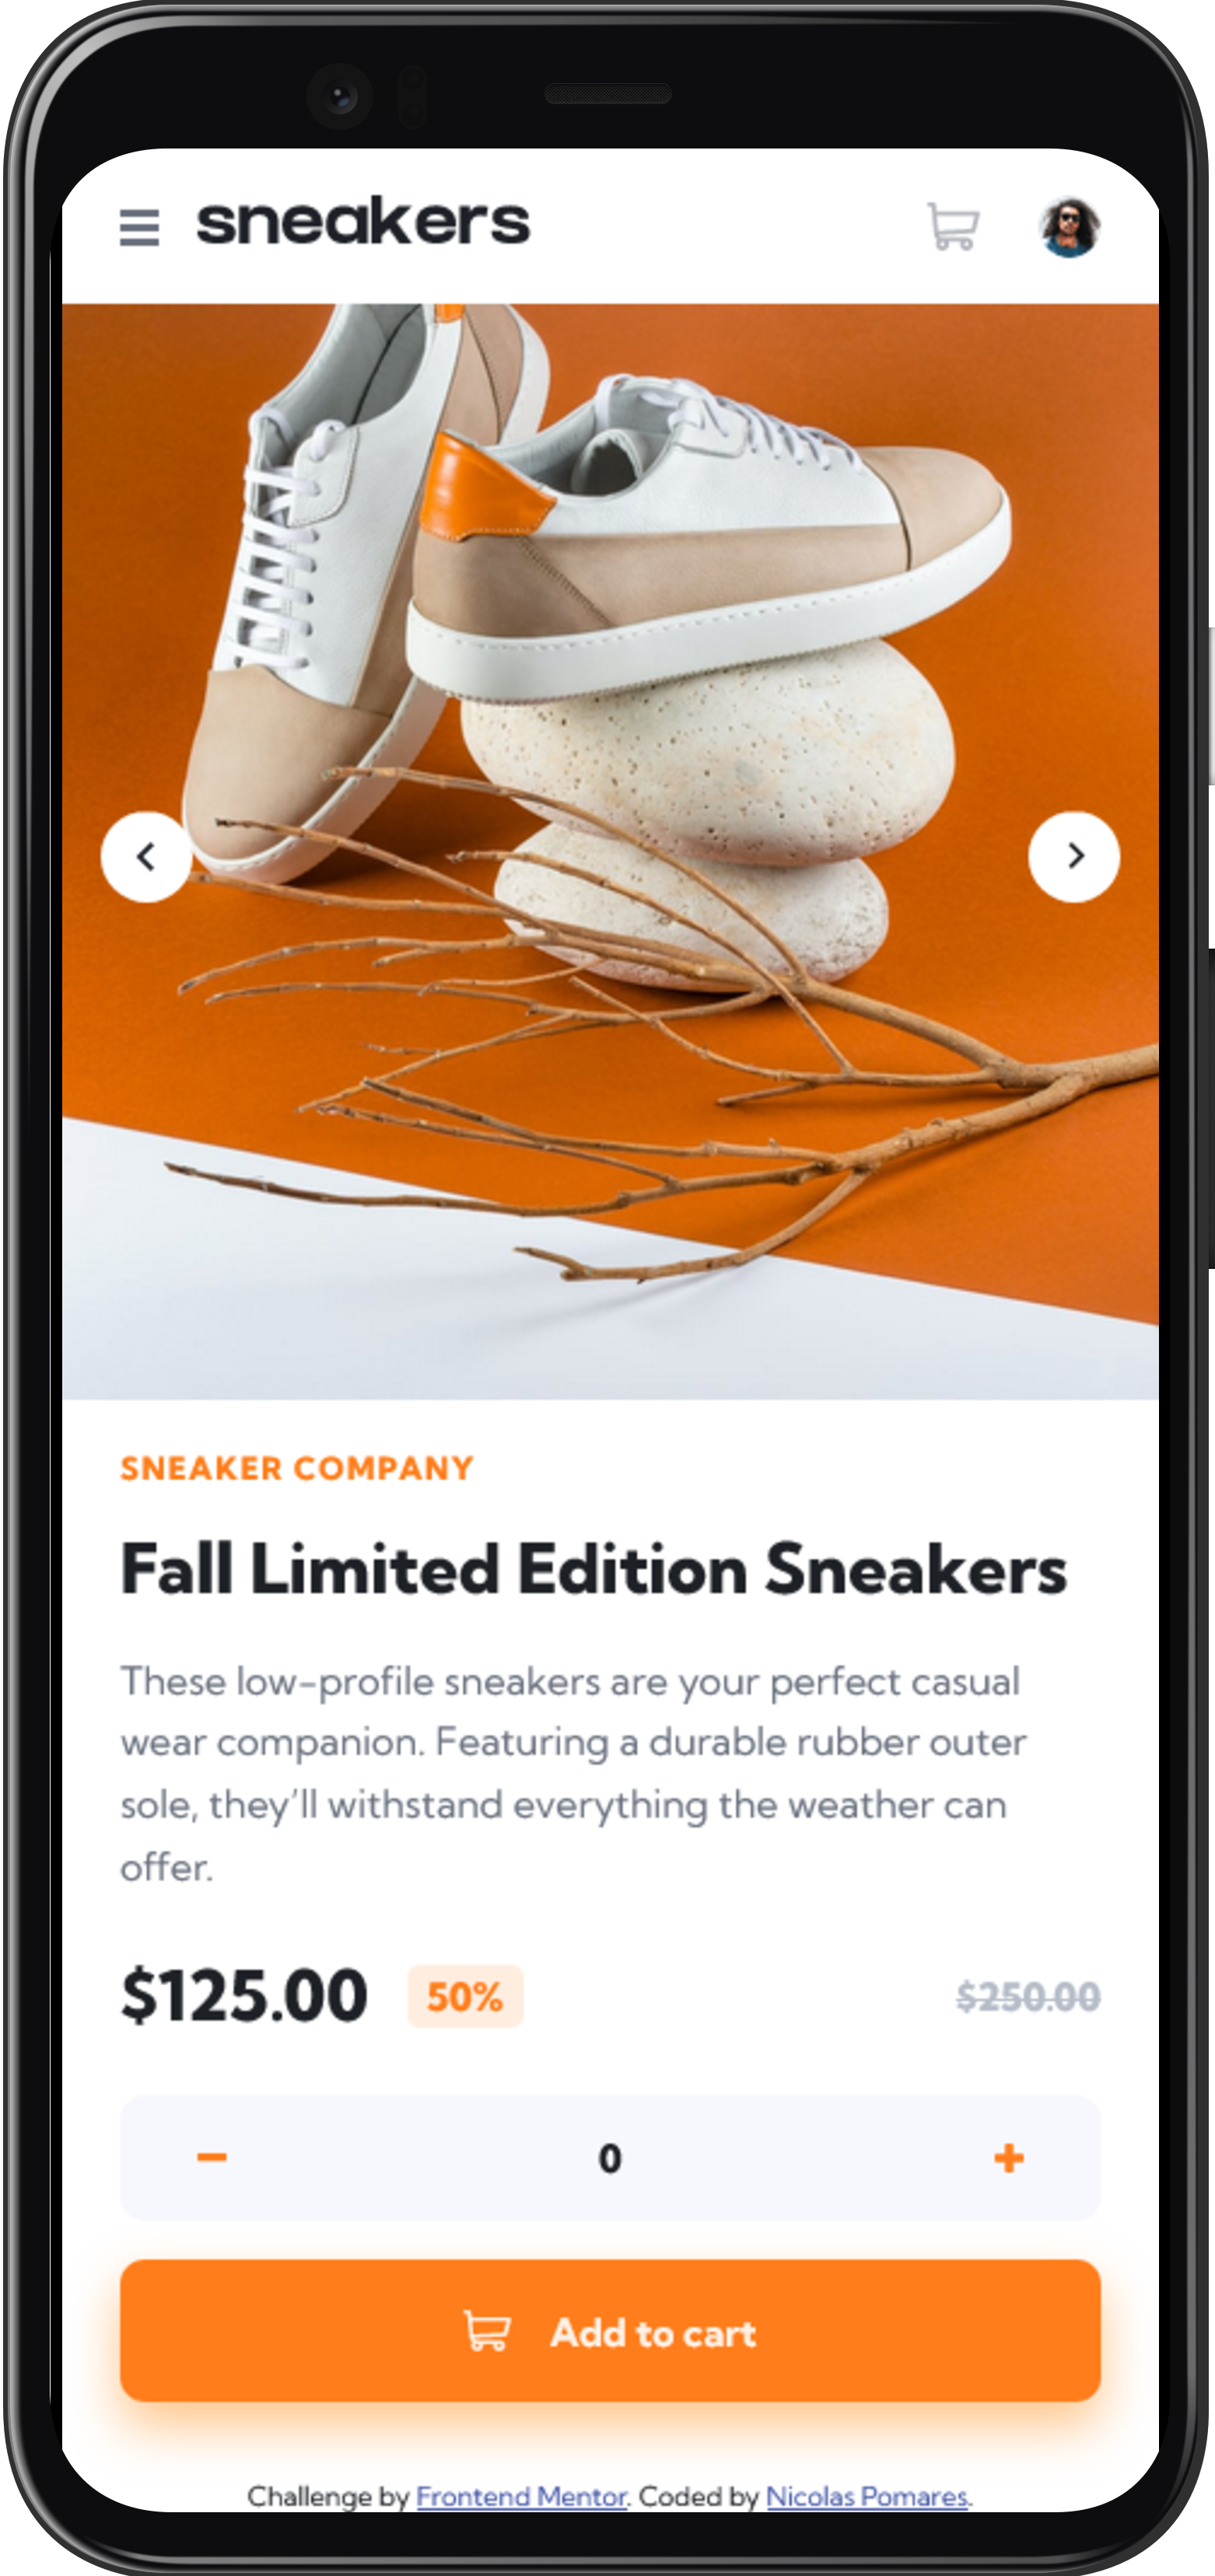 sneakers
SNEAKER COMPANY
Fall Limited Edition Sneakers
These low-profile sneakers are your perfect casual
wear companion. Featuring a durable rubber outer
sole, they'll withstand everything the weather can
offer.
$125.00 50% $250.00
0
Add to cart
Challenge by Frontend Mentor. Coded by Nicolas Pomares.